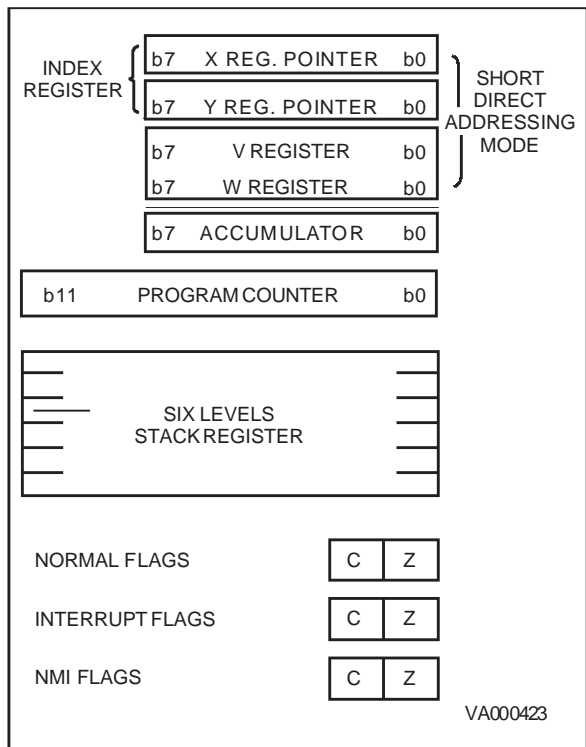 INDEX
REGISTER
b7 X REG. POINTER b0
b7 Y REG. POINTER b0
b7 V REGISTER b0
b7 W REGISTER b0
SHORT
DIRECT
ADDRESSING
MODE
b7 ACCUMULATOR b0
b11 PROGRAM COUNTER b0
SIX LEVELS
STACK REGISTER
NORMAL FLAGS C Z
INTERRUPT FLAGS C Z
NMI FLAGS C Z
VA000423